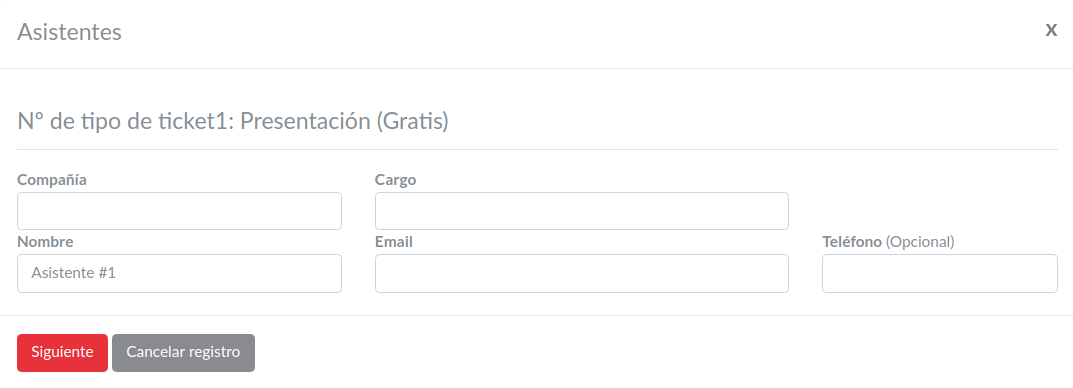 Asistentes X
Nº de tipo de ticket1: Presentación (Gratis)
Compañía Cargo
Nombre Email Teléfono (Opcional)
Asistente #1
Siguiente Cancelar registro